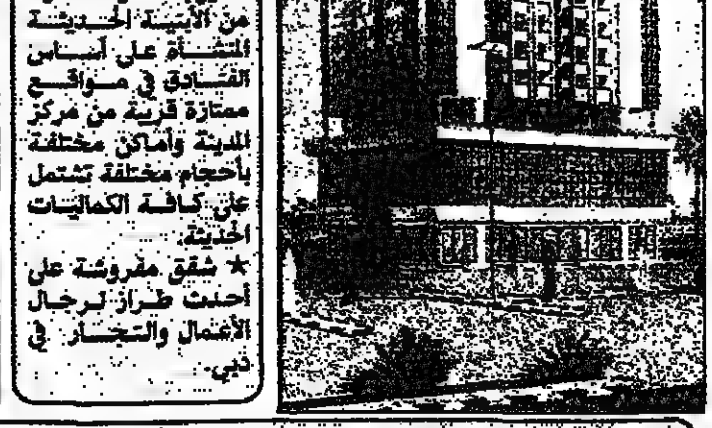 من الأبنية الحديثة
المنشأة على أساس
الفنادق في مواقع
ممتازة قريبة من مركز
المدينة وأماكن مختلفة
بأحجام مختلفة تشتمل
على كافة الكماليات
الحديثة.
★ شقق مفروشة على
أحدث طراز لرجال
الأعمال والتجار في
دبي.